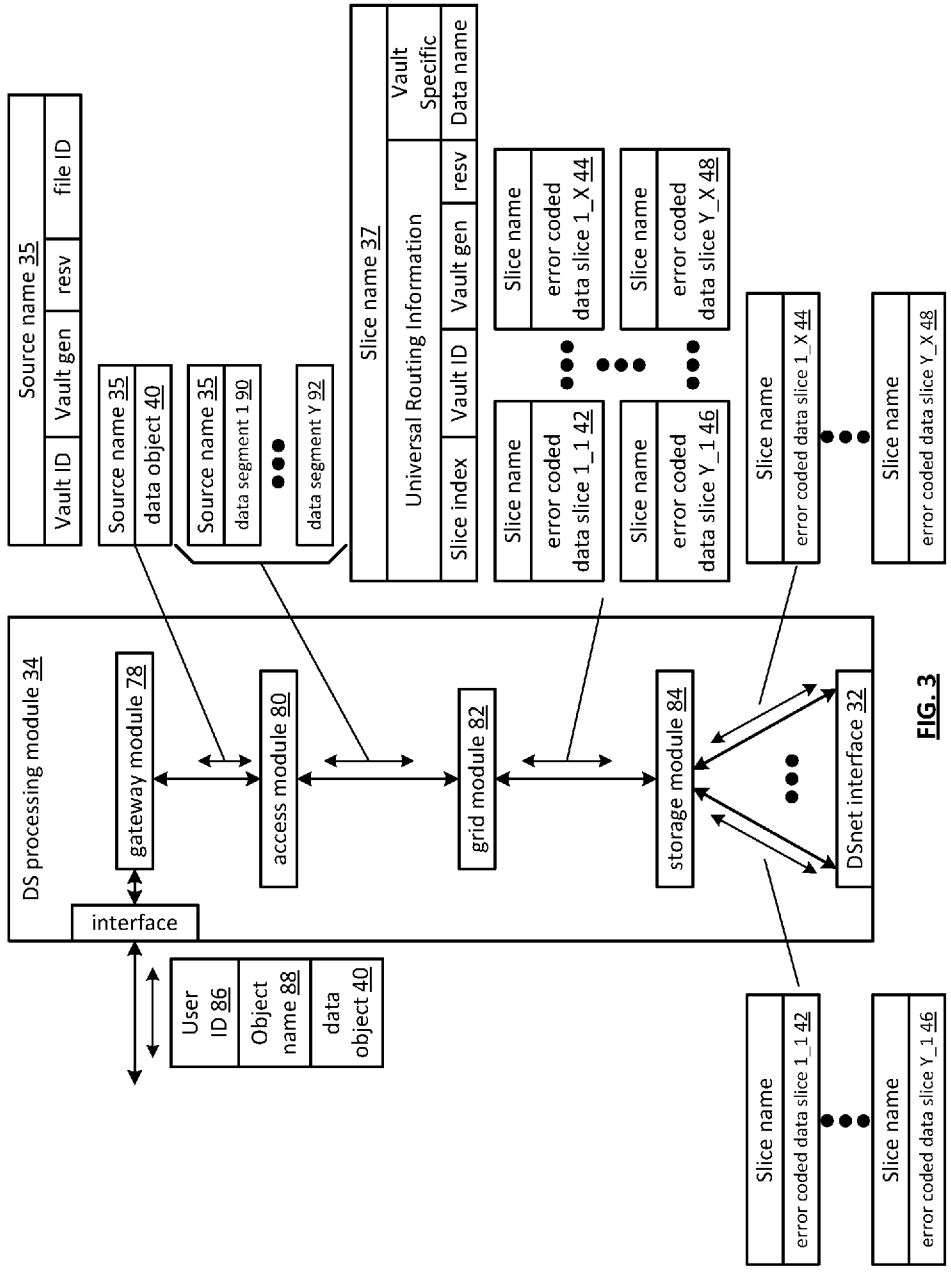 DS processing module 34
interface
gateway module 78
access module 80
grid module 82
storage module 84
DSnet interface 32
User
ID 86
Object
name 88
data
object 40
Source name 35
Vault ID
Vault gen
resv
file ID
Source name 35
data object 40
Source name 35
data segment 1 90
data segment Y 92
Slice name 37
Universal Routing Information
Vault
Specific
Slice index
Vault ID
Vault gen
resv
Data name
Slice name
error coded
data slice 1_1 42
Slice name
error coded
data slice 1_X 44
Slice name
error coded
data slice Y_1 46
Slice name
error coded
data slice Y_X 48
Slice name
error coded data slice 1_1 42
Slice name
error coded data slice Y_1 46
Slice name
error coded data slice 1_X 44
Slice name
error coded data slice Y_X 48
FIG. 3